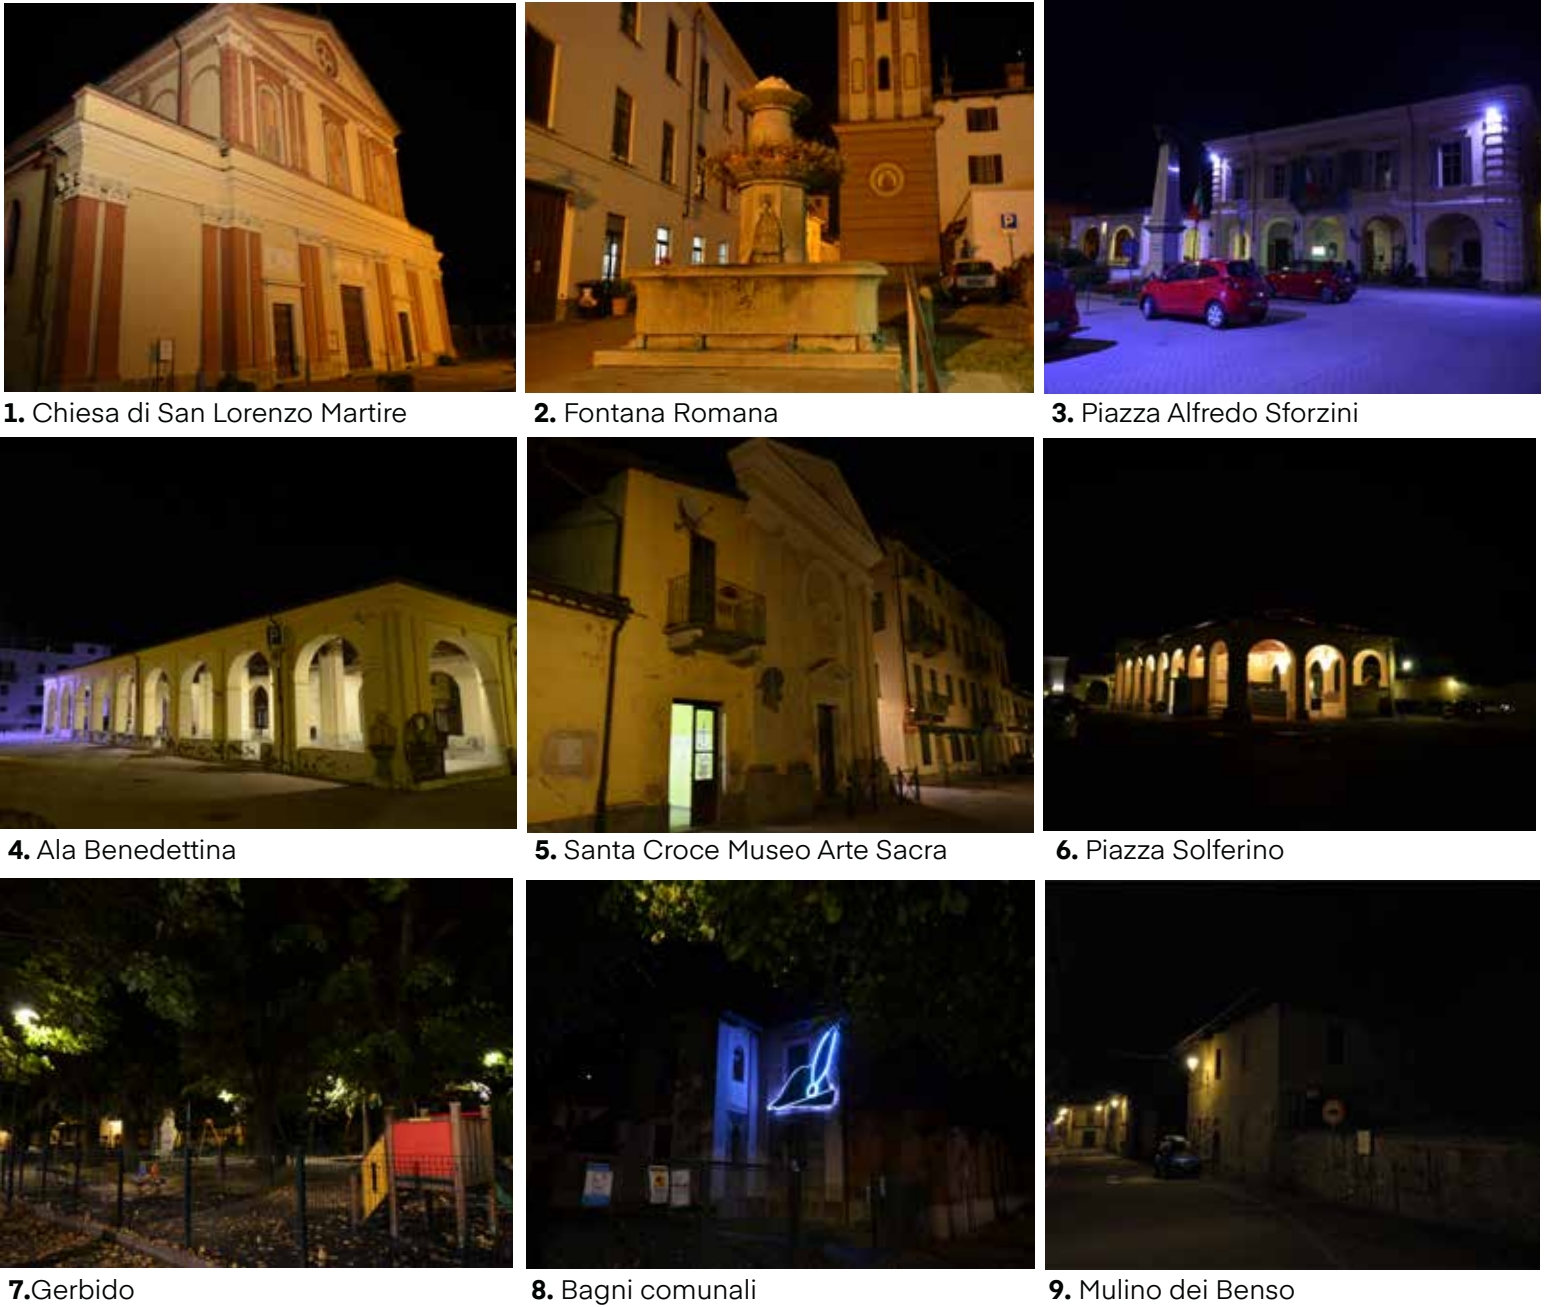 P
1. Chiesa di San Lorenzo Martire
2. Fontana Romana
3. Piazza Alfredo Sforzini
4. Ala Benedettina
5. Santa Croce Museo Arte Sacra
6. Piazza Solferino
7.Gerbido
8. Bagni comunali
9. Mulino dei Benso